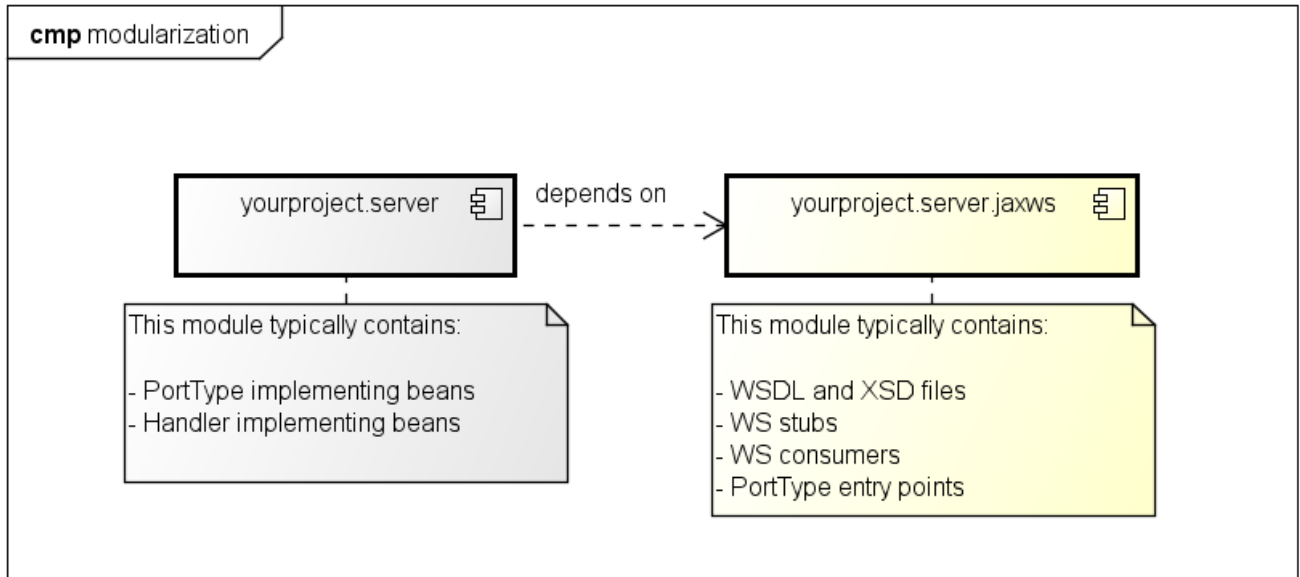 cmp modularization
yourproject.server
depends on
yourproject.server.jaxws
This module typically contains:
- PortType implementing beans
- Handler implementing beans
This module typically contains:
- WSDL and XSD files
- WS stubs
- WS consumers
- PortType entry points